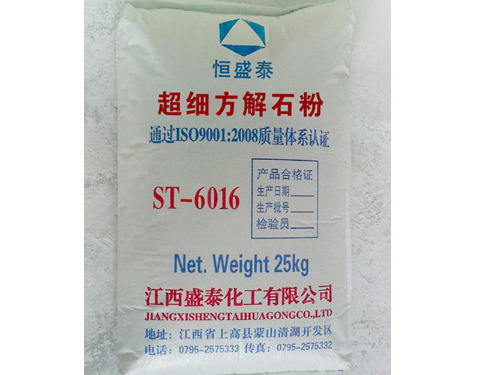 恒盛泰
超细方解石粉
通过ISO9001:2008质量体系认证
ST-6016
产品合格证
生产日期
生产批号
检验员
Net. Weight 25kg
江西盛泰化工有限公司
JIANGXISHENGTAIHUAGONGCO.,LTD
地址: 江西省上高县蒙山清湖开发区
电话: 0795-2575333 传真: 0795-2575332